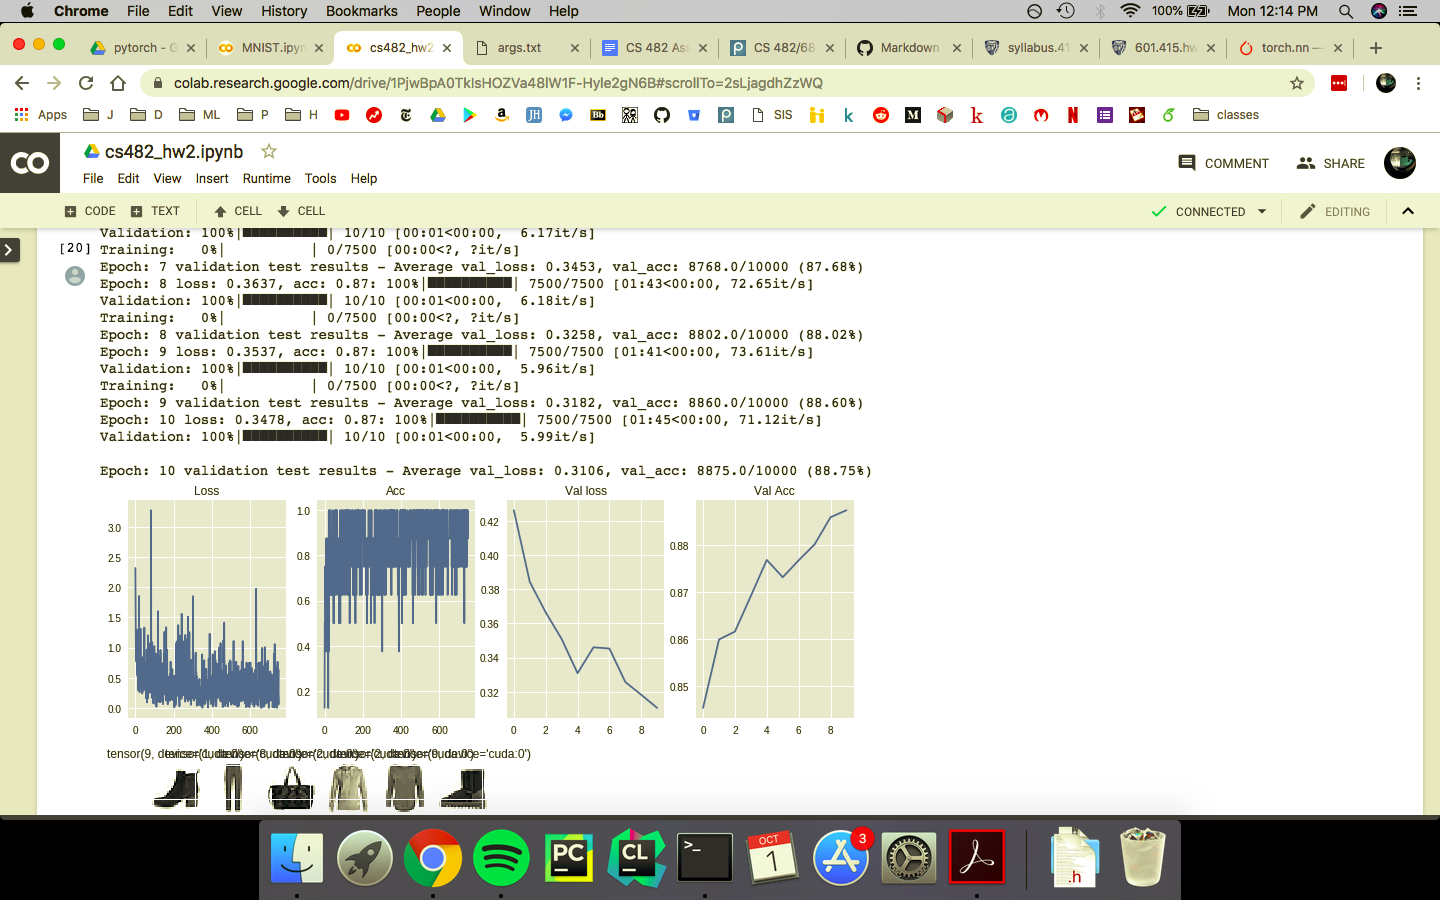 Chrome File Edit View History Bookmarks People Window Help 100% Mon 12:14 PM
pytorch - G MNIST.ipyn cs482_hw2 args.txt CS 482 Ass CS 482/68 Markdown syllabus.41 601.415.hw torch.nn —
colab.research.google.com/drive/1PjwBpA0TklsHOZVa48lW1F-Hyle2gN6B#scrollTo=2sLjagdhZzWQ
Apps J D ML P H SIS classes
cs482_hw2.ipynb
COMMENT SHARE
File Edit View Insert Runtime Tools Help
CODE TEXT CELL CELL CONNECTED EDITING
Validation: 100%|██████████| 10/10 [00:01<00:00, 6.17it/s]
[20] Training: 0%| | 0/7500 [00:00<?, ?it/s]
Epoch: 7 validation test results - Average val_loss: 0.3453, val_acc: 8768.0/10000 (87.68%)
Epoch: 8 loss: 0.3637, acc: 0.87: 100%|██████████| 7500/7500 [01:43<00:00, 72.65it/s]
Validation: 100%|██████████| 10/10 [00:01<00:00, 6.18it/s]
Training: 0%| | 0/7500 [00:00<?, ?it/s]
Epoch: 8 validation test results - Average val_loss: 0.3258, val_acc: 8802.0/10000 (88.02%)
Epoch: 9 loss: 0.3537, acc: 0.87: 100%|██████████| 7500/7500 [01:41<00:00, 73.61it/s]
Validation: 100%|██████████| 10/10 [00:01<00:00, 5.96it/s]
Training: 0%| | 0/7500 [00:00<?, ?it/s]
Epoch: 9 validation test results - Average val_loss: 0.3182, val_acc: 8860.0/10000 (88.60%)
Epoch: 10 loss: 0.3478, acc: 0.87: 100%|██████████| 7500/7500 [01:45<00:00, 71.12it/s]
Validation: 100%|██████████| 10/10 [00:01<00:00, 5.99it/s]
Epoch: 10 validation test results - Average val_loss: 0.3106, val_acc: 8875.0/10000 (88.75%)
Loss Acc Val loss Val Acc
3.0 2.5 2.0 1.5 1.0 0.5 0.0
0 200 400 600
1.0 0.8 0.6 0.4 0.2
0 200 400 600
0.42 0.40 0.38 0.36 0.34 0.32
0 2 4 6 8
0.88 0.87 0.86 0.85
0 2 4 6 8
tensor(9, device='cuda:0')
PC CL >_ OCT 1 3 .h